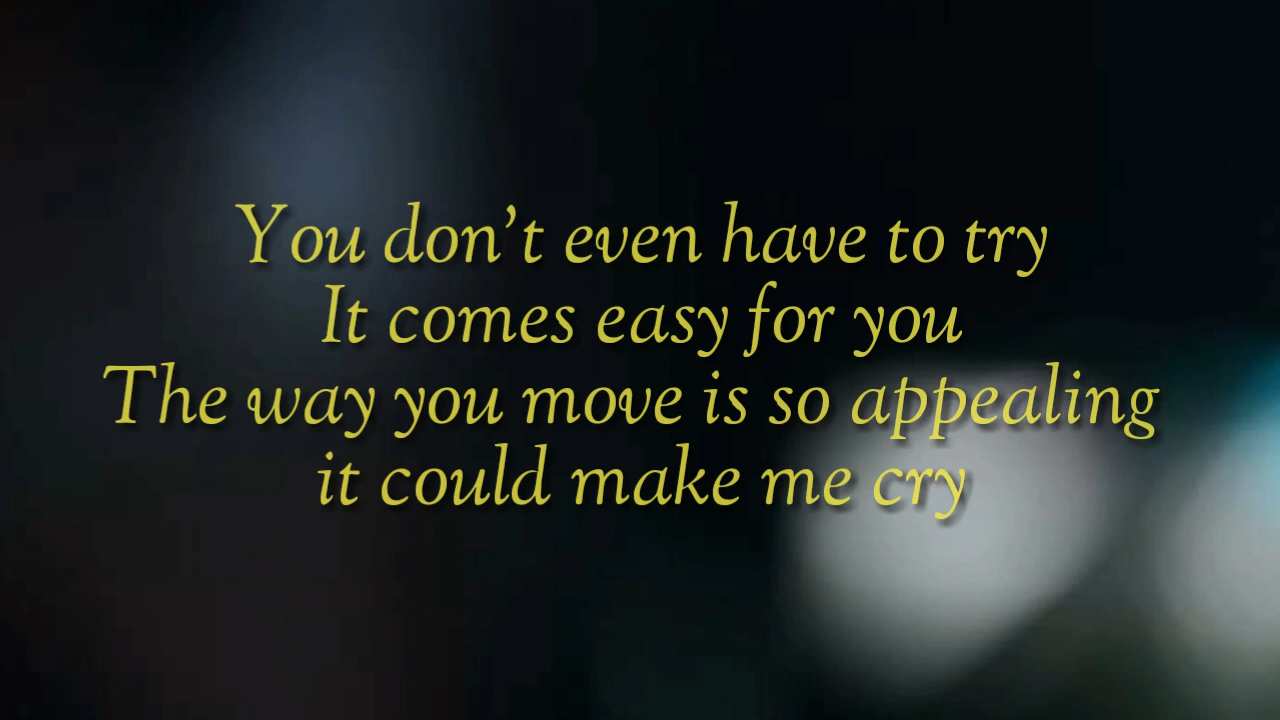 You don’t even have to try
It comes easy for you
The way you move is so appealing
it could make me cry